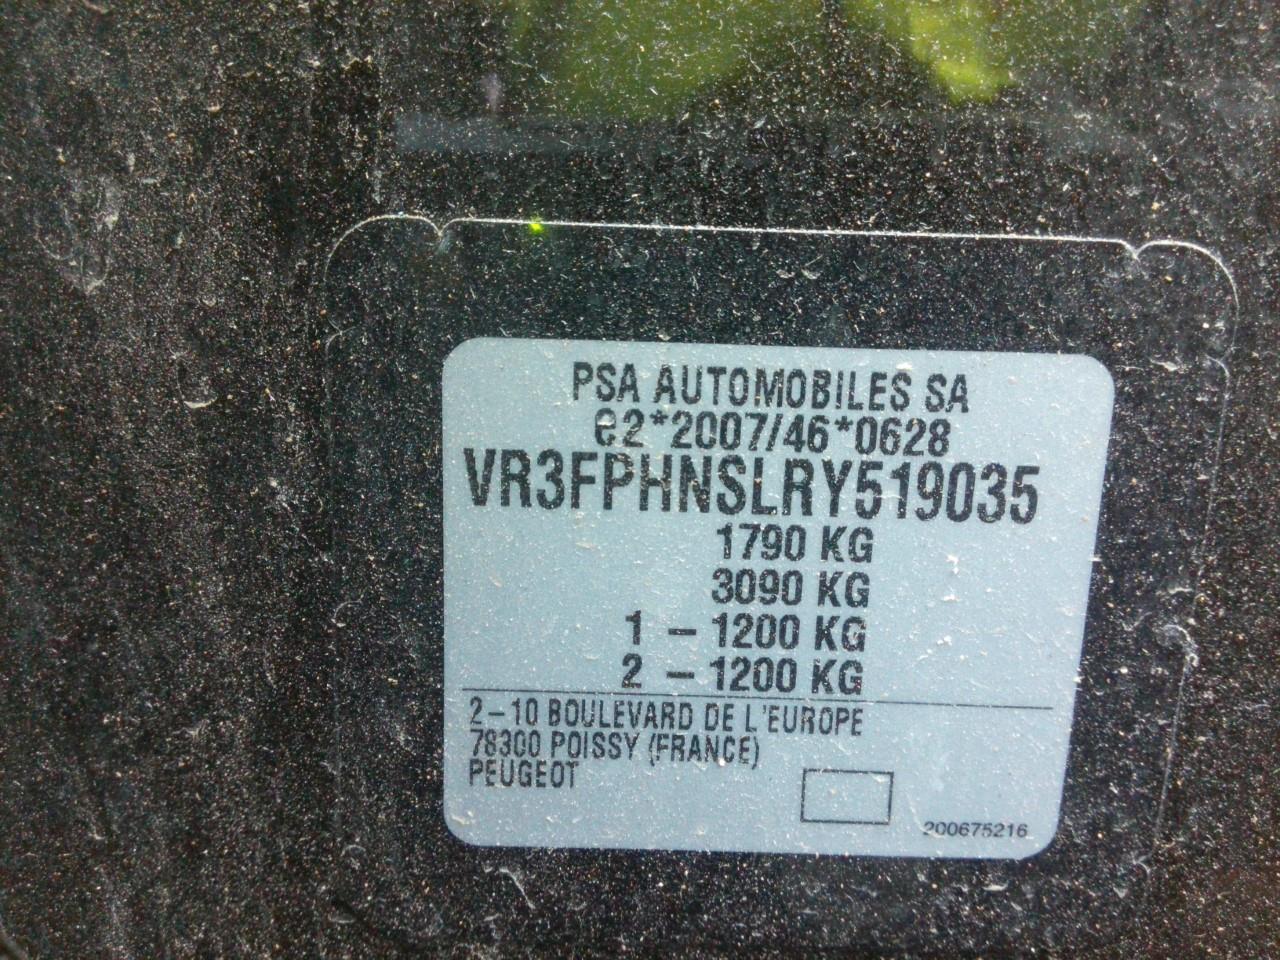 PSA AUTOMOBILES SA
e2*2007/46*0628
VR3FPHNSLRY519035
1790 KG
3090 KG
1 - 1200 KG
2 - 1200 KG
2-10 BOULEVARD DE L'EUROPE
78300 POISSY (FRANCE)
PEUGEOT
200675216